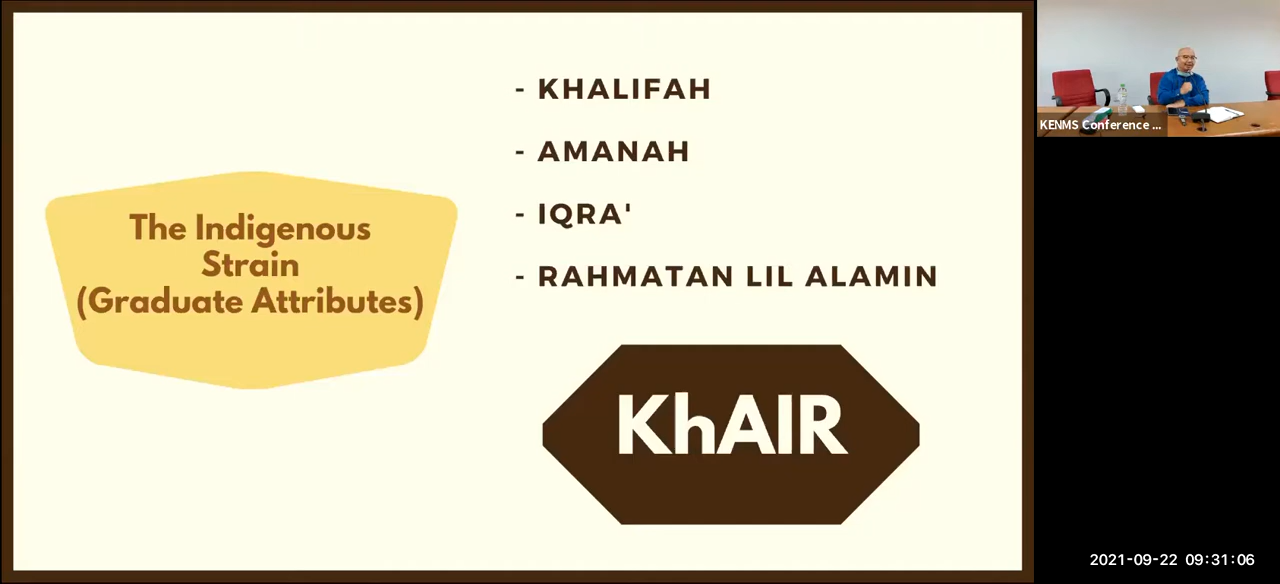 - KHALIFAH
- AMANAH
- IQRA'
- RAHMATAN LIL ALAMIN
The Indigenous
Strain
(Graduate Attributes)
KhAIR
KENMS Conference ...
2021-09-22 09:31:06